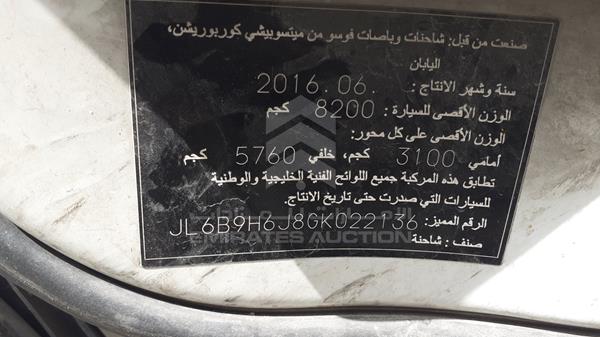 صنعت من قبل: شاحنات وباصات فوسو من ميتسوبيشي كوربوريشن،
اليابان
سنة وشهر الانتاج : 2016.06.
الوزن الأقصى للسيارة : 8200 كجم
الوزن الأقصى على كل محور:
أمامي 3100 كجم، خلفي 5760 كجم
تطابق هذه المركبة جميع اللوائح الفنية الخليجية والوطنية
للسيارات التي صدرت حتى تاريخ الانتاج.
الرقم المميز: JL6B9H6J8GK022136
صنف : شاحنة
EMIRATES AUCTION